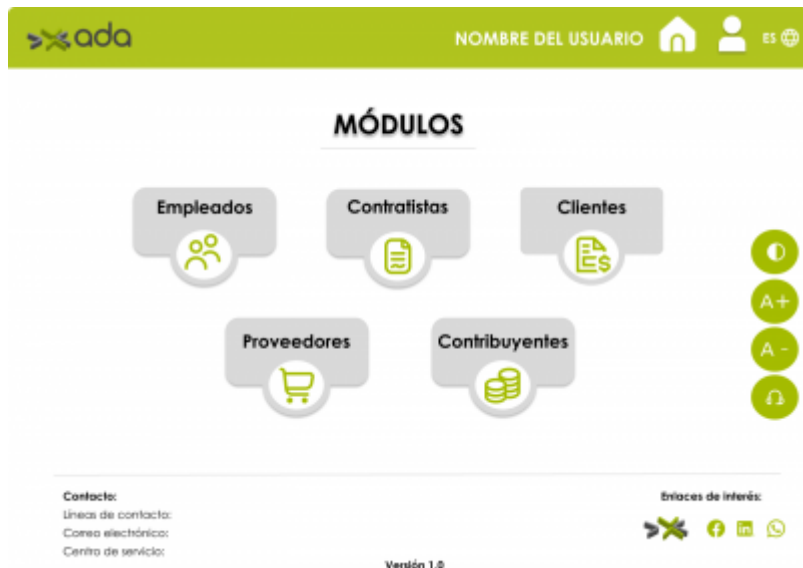 ada
NOMBRE DEL USUARIO
ES
MÓDULOS
Empleados
Contratistas
Clientes
A+
A -
Proveedores
Contribuyentes
Contacto:
Líneas de contacto:
Correo electrónico:
Centro de servicio:
Enlaces de interés:
Versión 1.0